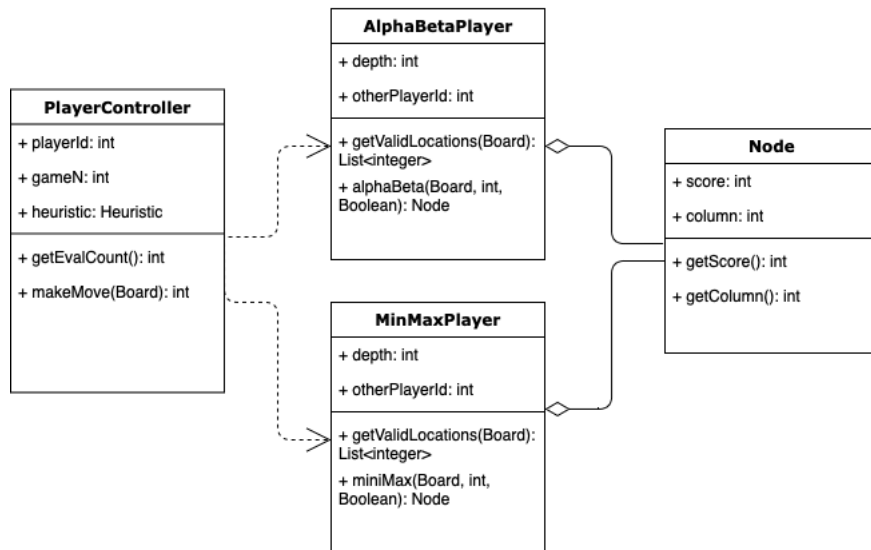 PlayerController
+ playerId: int
+ gameN: int
+ heuristic: Heuristic
+ getEvalCount(): int
+ makeMove(Board): int
AlphaBetaPlayer
+ depth: int
+ otherPlayerId: int
+ getValidLocations(Board):
List<integer>
+ alphaBeta(Board, int,
Boolean): Node
MinMaxPlayer
+ depth: int
+ otherPlayerId: int
+ getValidLocations(Board):
List<integer>
+ miniMax(Board, int,
Boolean): Node
Node
+ score: int
+ column: int
+ getScore(): int
+ getColumn(): int